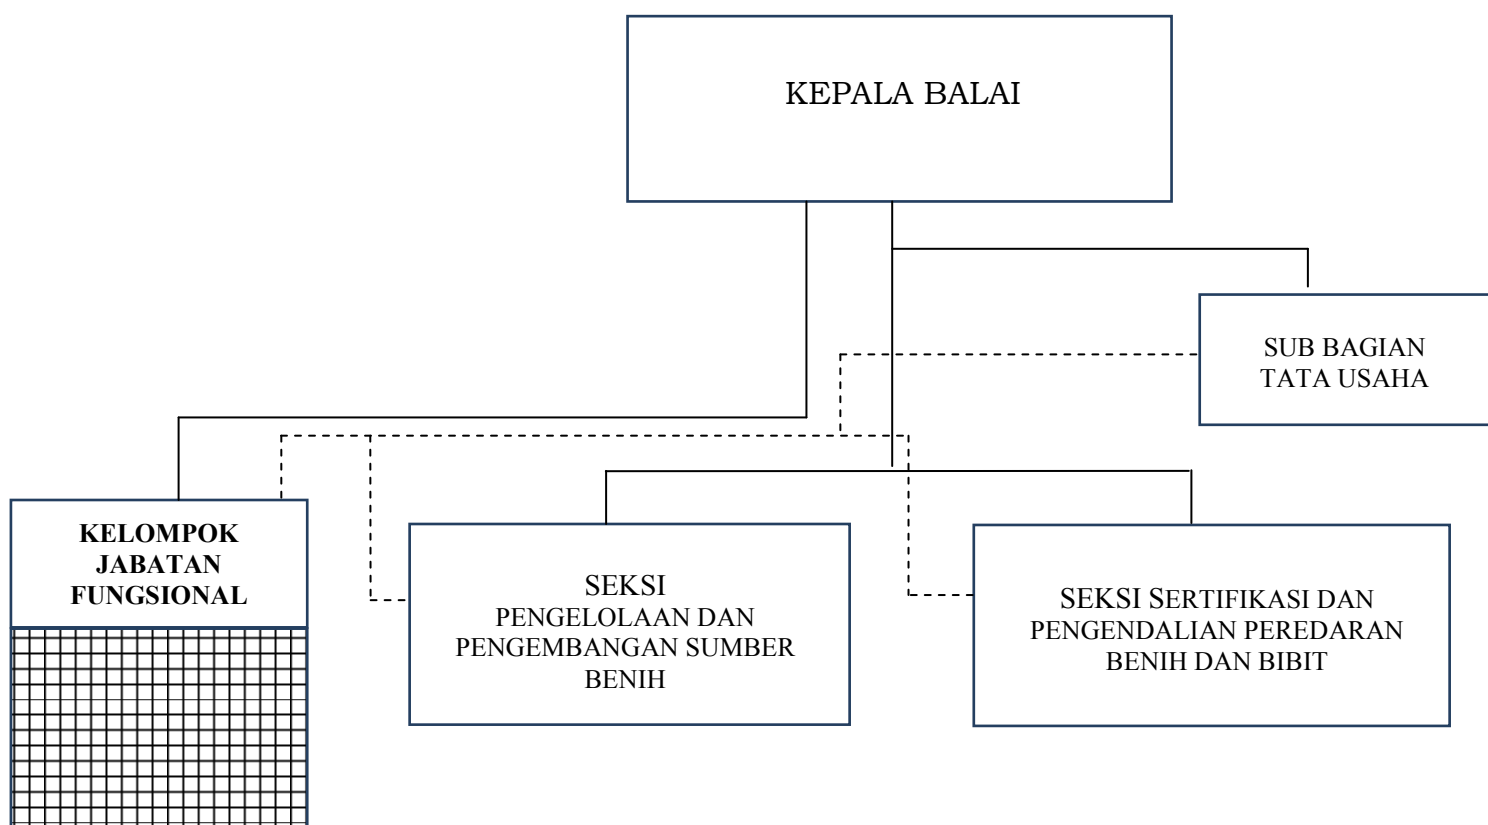 KEPALA BALAI
SUB BAGIAN
TATA USAHA
KELOMPOK
JABATAN
FUNGSIONAL
SEKSI
PENGELOLAAN DAN
PENGEMBANGAN SUMBER
BENIH
SEKSI SERTIFIKASI DAN
PENGENDALIAN PEREDARAN
BENIH DAN BIBIT